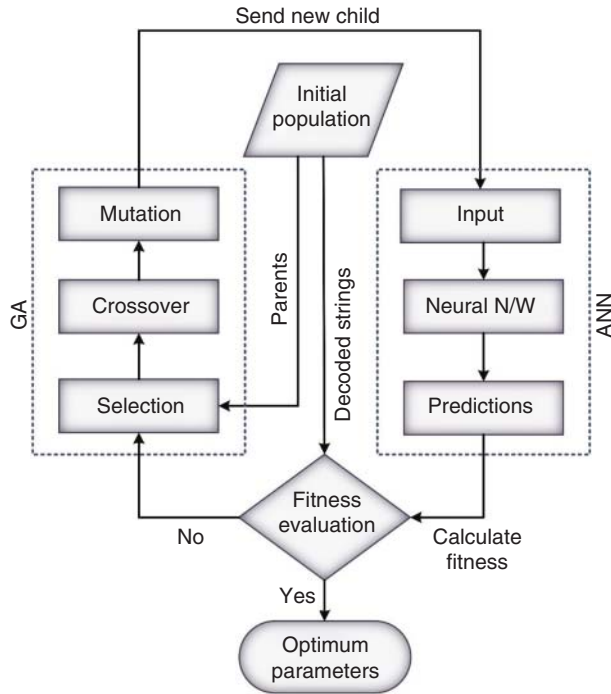 Send new child
Initial
population
Mutation
Crossover
Selection
GA
Parents
Decoded strings
Input
Neural N/W
Predictions
ANN
Fitness
evaluation
No
Calculate
fitness
Yes
Optimum
parameters